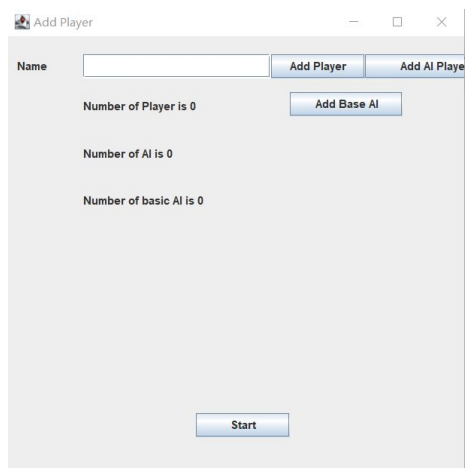 Add Player
Name Add Player Add AI Playe
Number of Player is 0 Add Base AI
Number of AI is 0
Number of basic AI is 0
Start